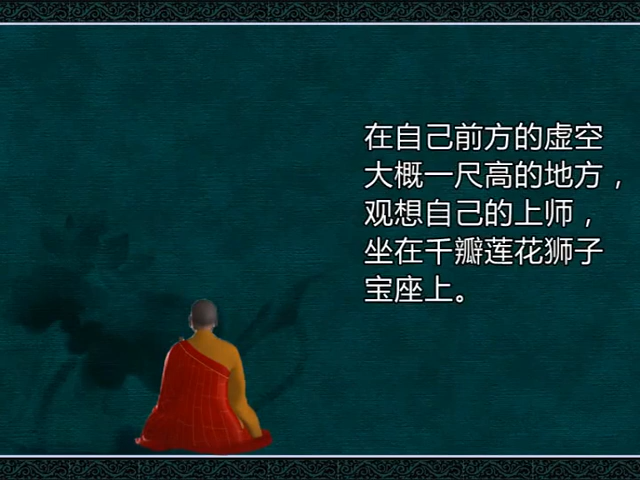 在自己前方的虚空
大概一尺高的地方，
观想自己的上师，
坐在千瓣莲花狮子
宝座上。